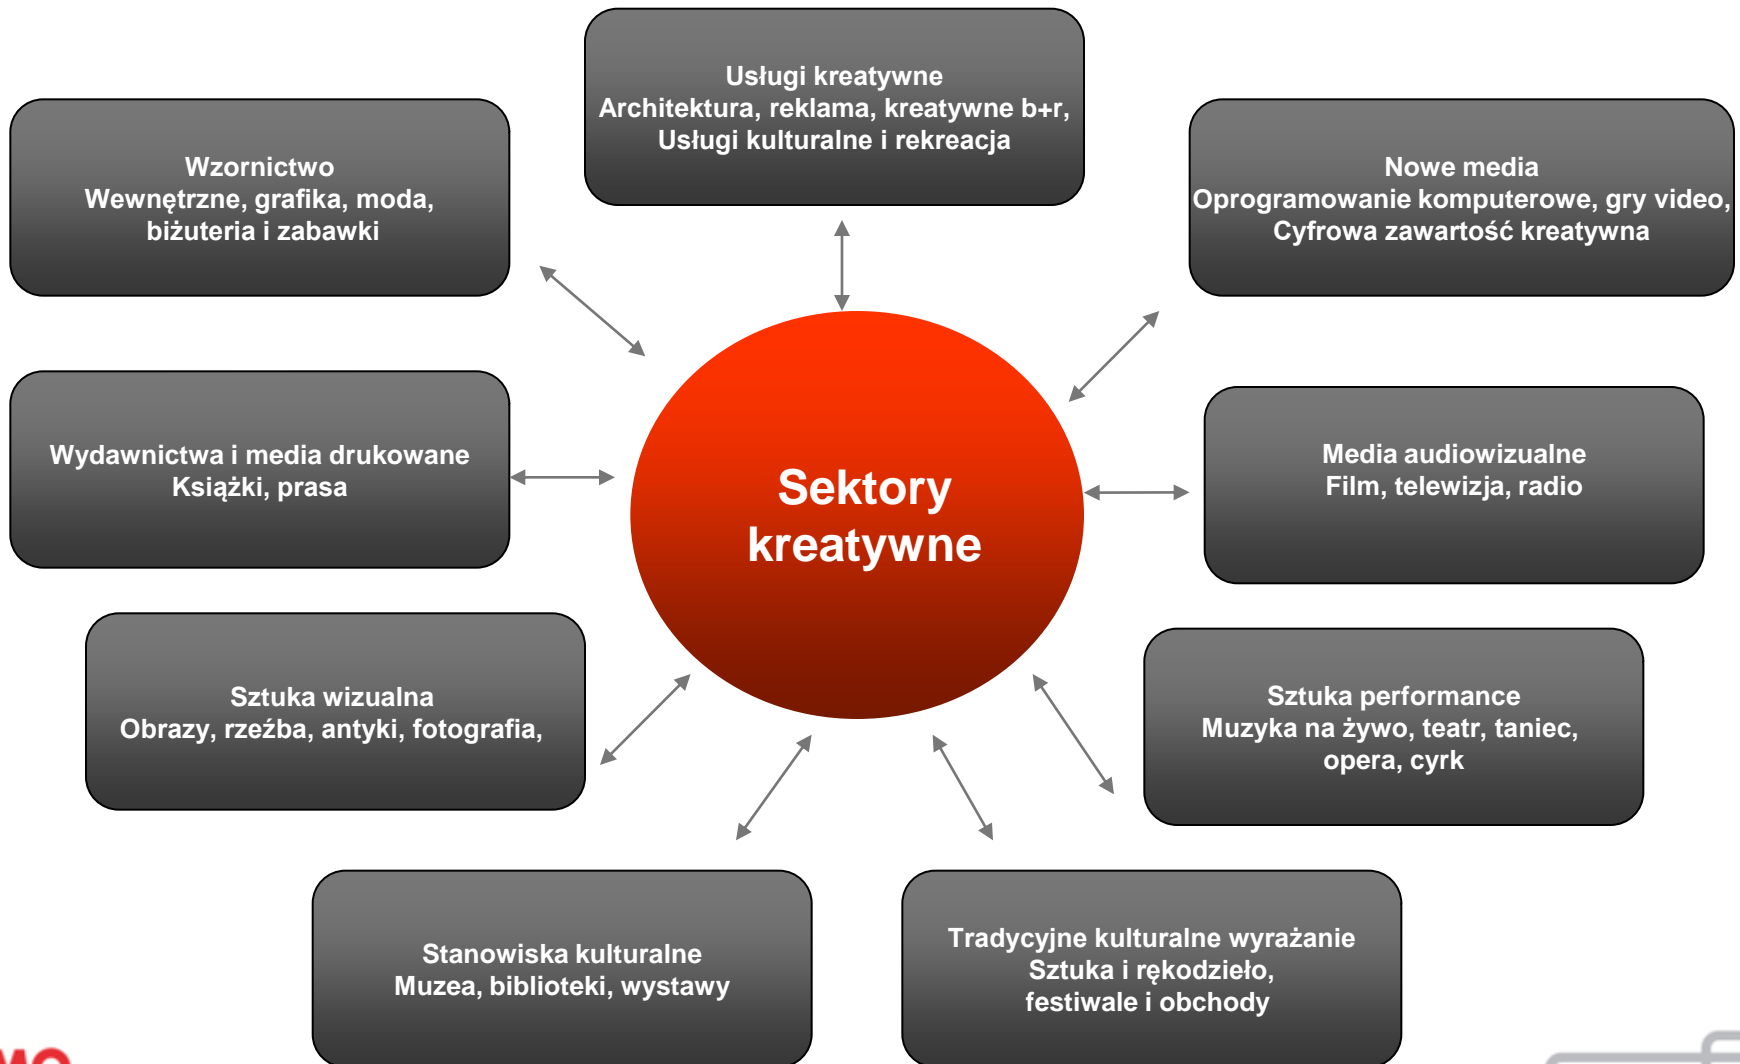 Usługi kreatywne
Architektura, reklama, kreatywne b+r,
Usługi kulturalne i rekreacja
Wzornictwo
Wewnętrzne, grafika, moda,
biżuteria i zabawki
Nowe media
Oprogramowanie komputerowe, gry video,
Cyfrowa zawartość kreatywna
Wydawnictwa i media drukowane
Książki, prasa
Sektory
kreatywne
Media audiowizualne
Film, telewizja, radio
Sztuka wizualna
Obrazy, rzeźba, antyki, fotografia,
Sztuka performance
Muzyka na żywo, teatr, taniec,
opera, cyrk
Stanowiska kulturalne
Muzea, biblioteki, wystawy
Tradycyjne kulturalne wyrażanie
Sztuka i rękodzieło,
festiwale i obchody